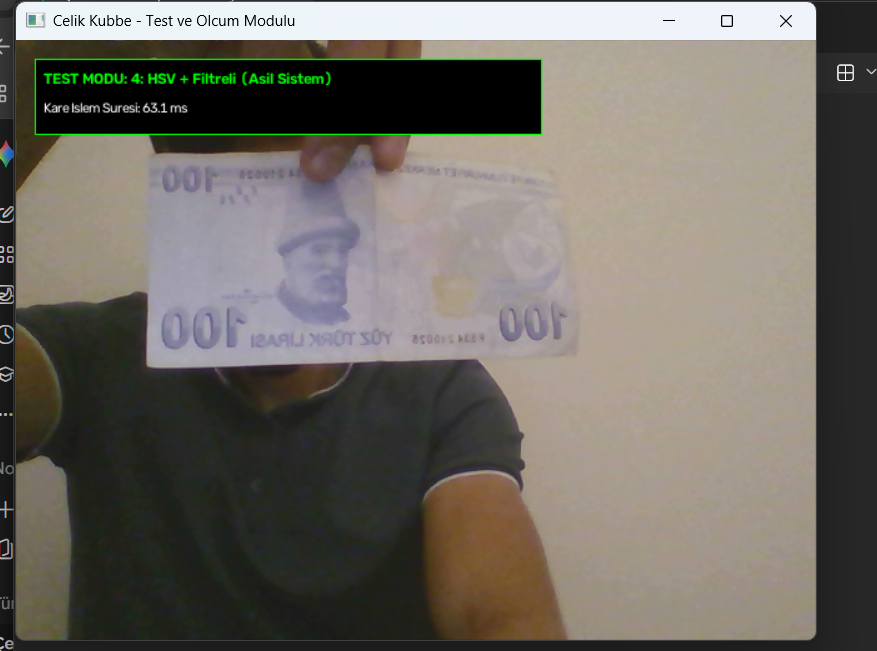 Celik Kubbe - Test ve Olcum Modulu
TEST MODU: 4: HSV + Filtreli (Asil Sistem)
Kare Islem Suresi: 63.1 ms
100
100
YÜZ TÜRK LİRASI
100